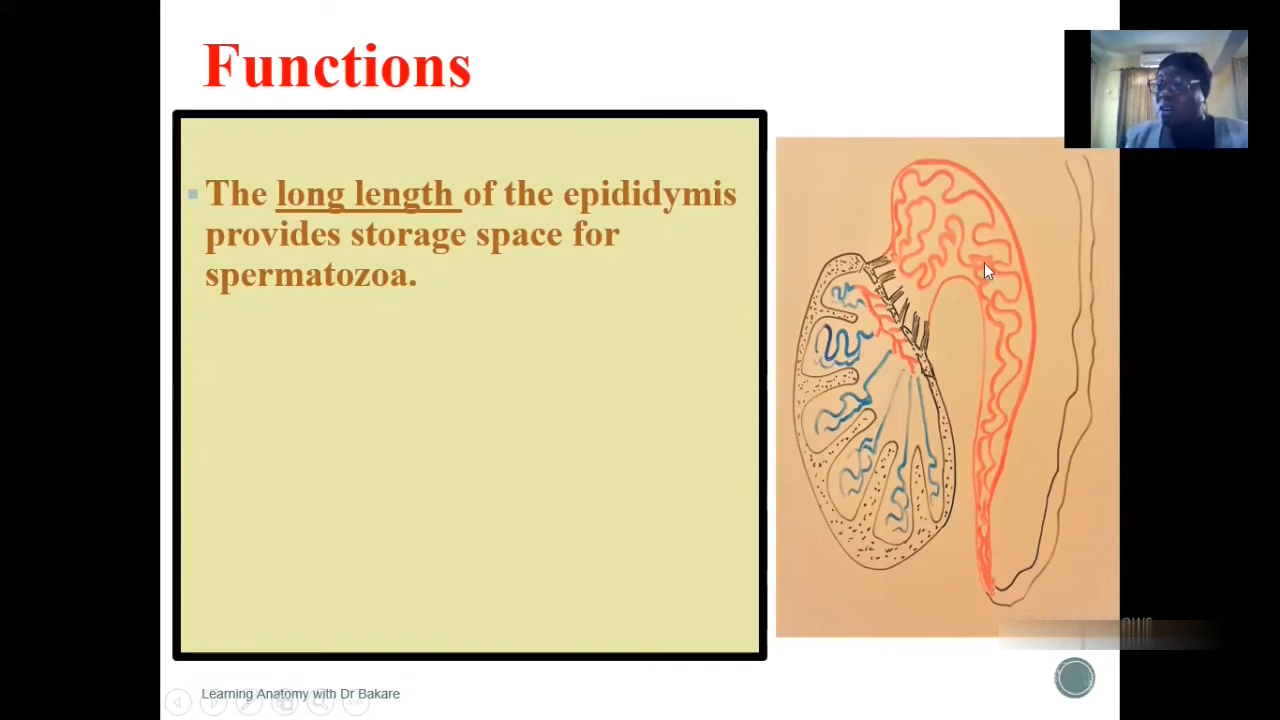 Functions
The long length of the epididymis
provides storage space for
spermatozoa.
Learning Anatomy with Dr Bakare